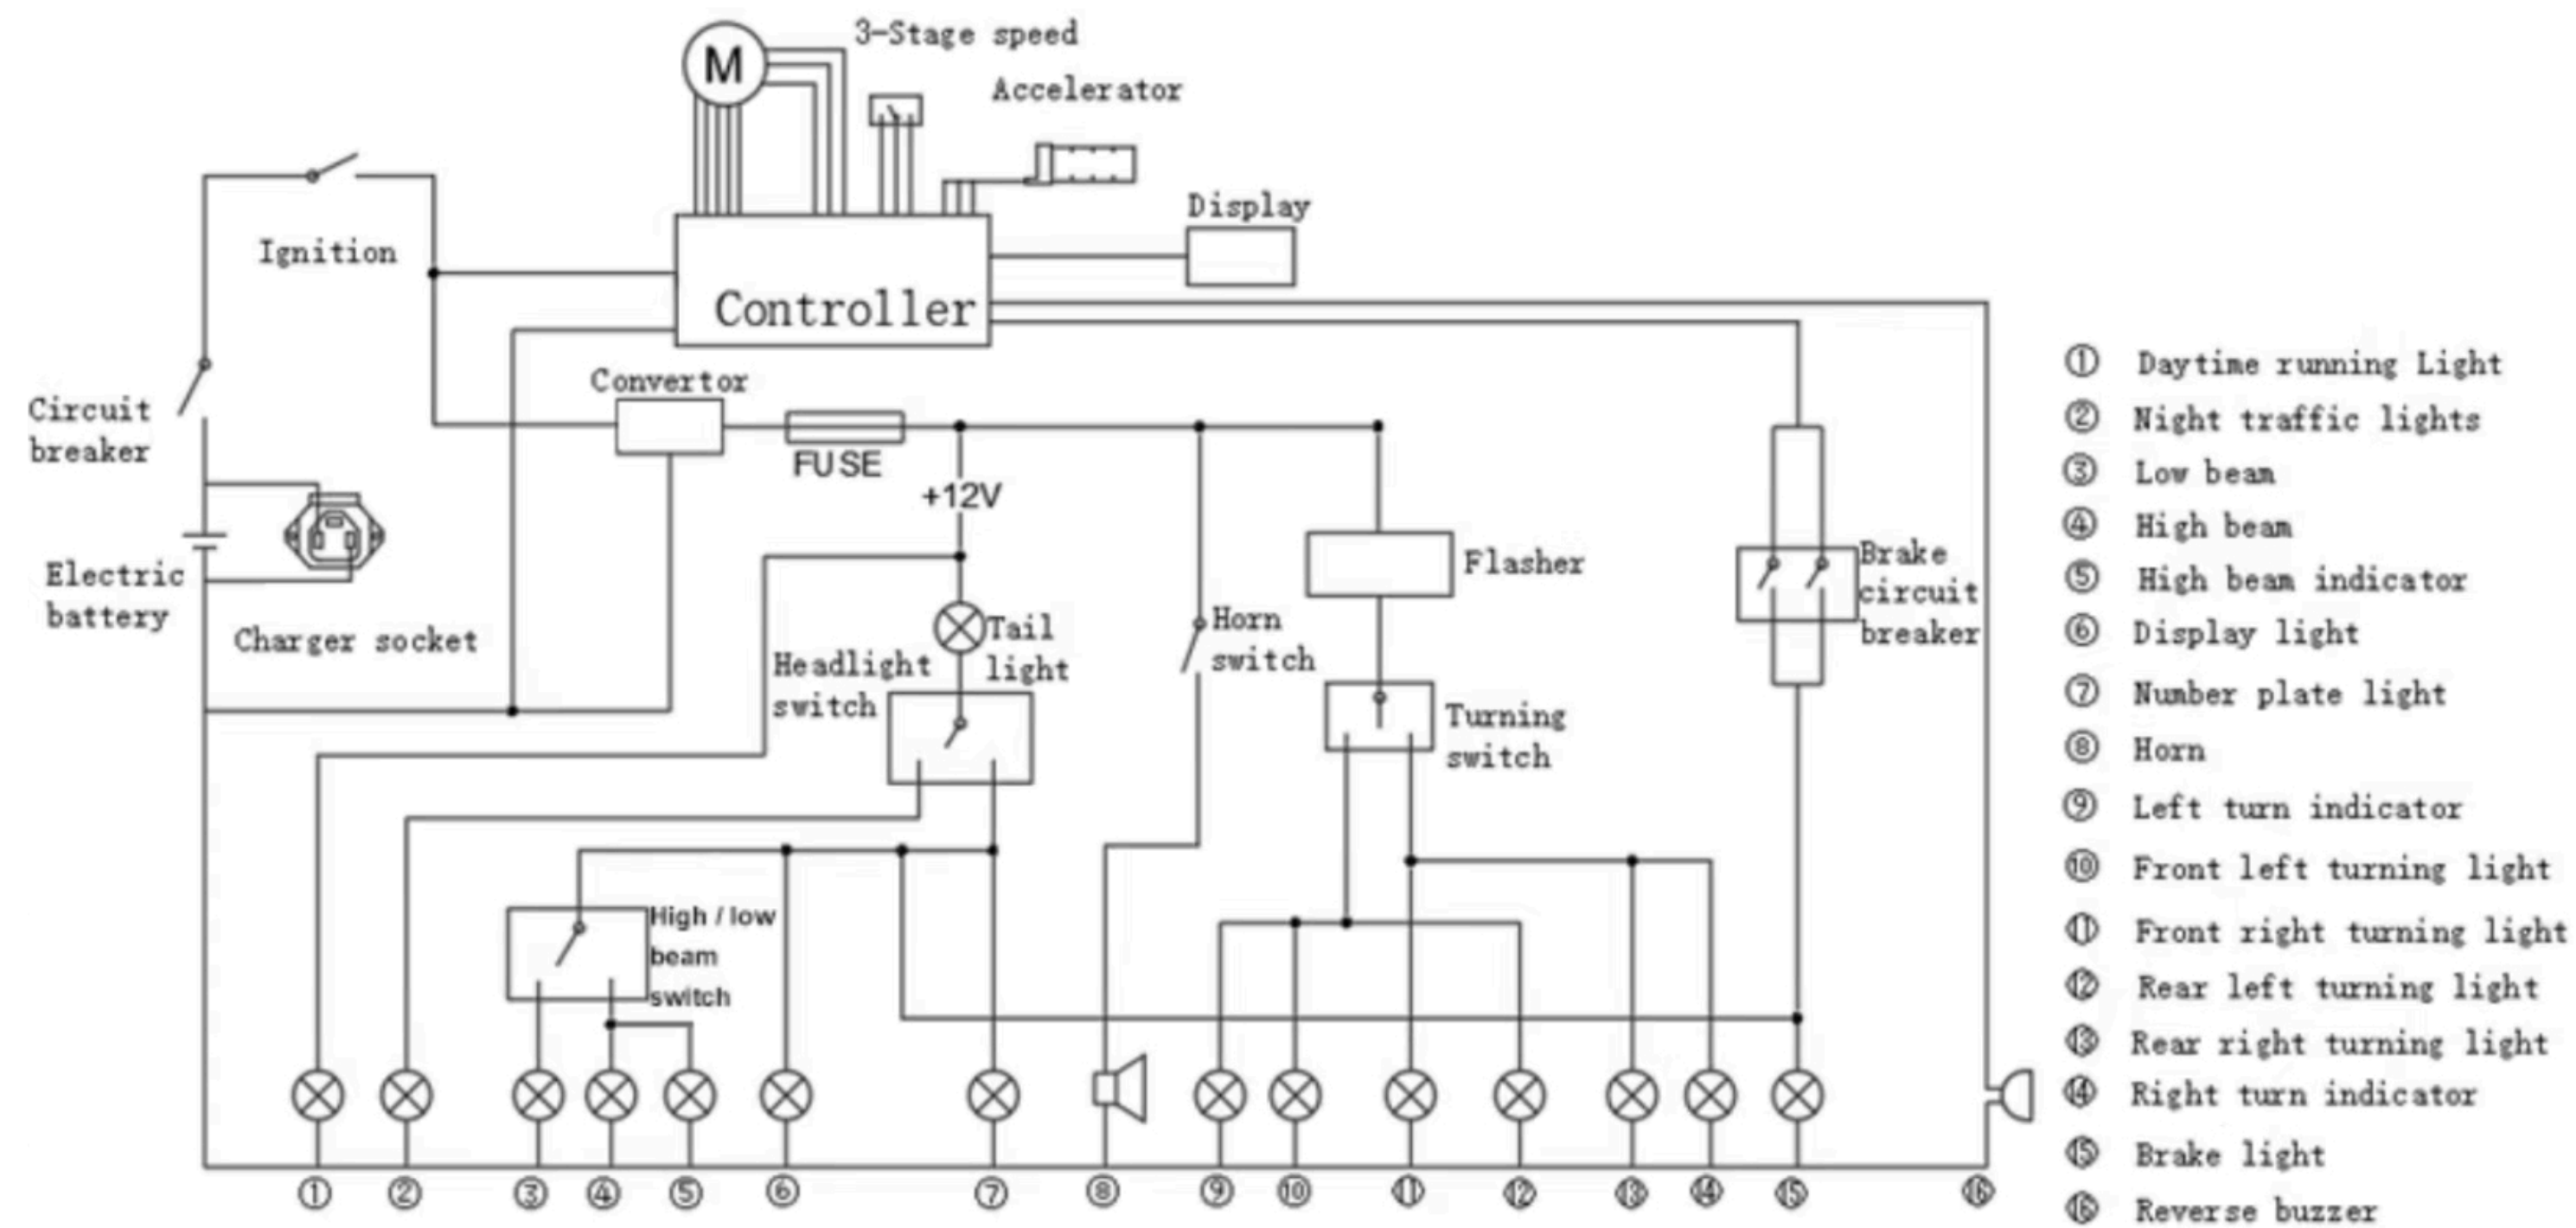 3-Stage speed
M
Accelerator
Display
Ignition
Controller
Convertor
Circuit
breaker
FUSE
+12V
Electric
battery
Charger socket
Tail
light
Headlight
switch
Horn
switch
Flasher
Turning
switch
Brake
circuit
breaker
High / low
beam
switch
① ② ③ ④ ⑤ ⑥ ⑦ ⑧ ⑨ ⑩ ⑪ ⑫ ⑬ ⑭ ⑮ ⑯
① Daytime running Light
② Night traffic lights
③ Low beam
④ High beam
⑤ High beam indicator
⑥ Display light
⑦ Number plate light
⑧ Horn
⑨ Left turn indicator
⑩ Front left turning light
⑪ Front right turning light
⑫ Rear left turning light
⑬ Rear right turning light
⑭ Right turn indicator
⑮ Brake light
⑯ Reverse buzzer